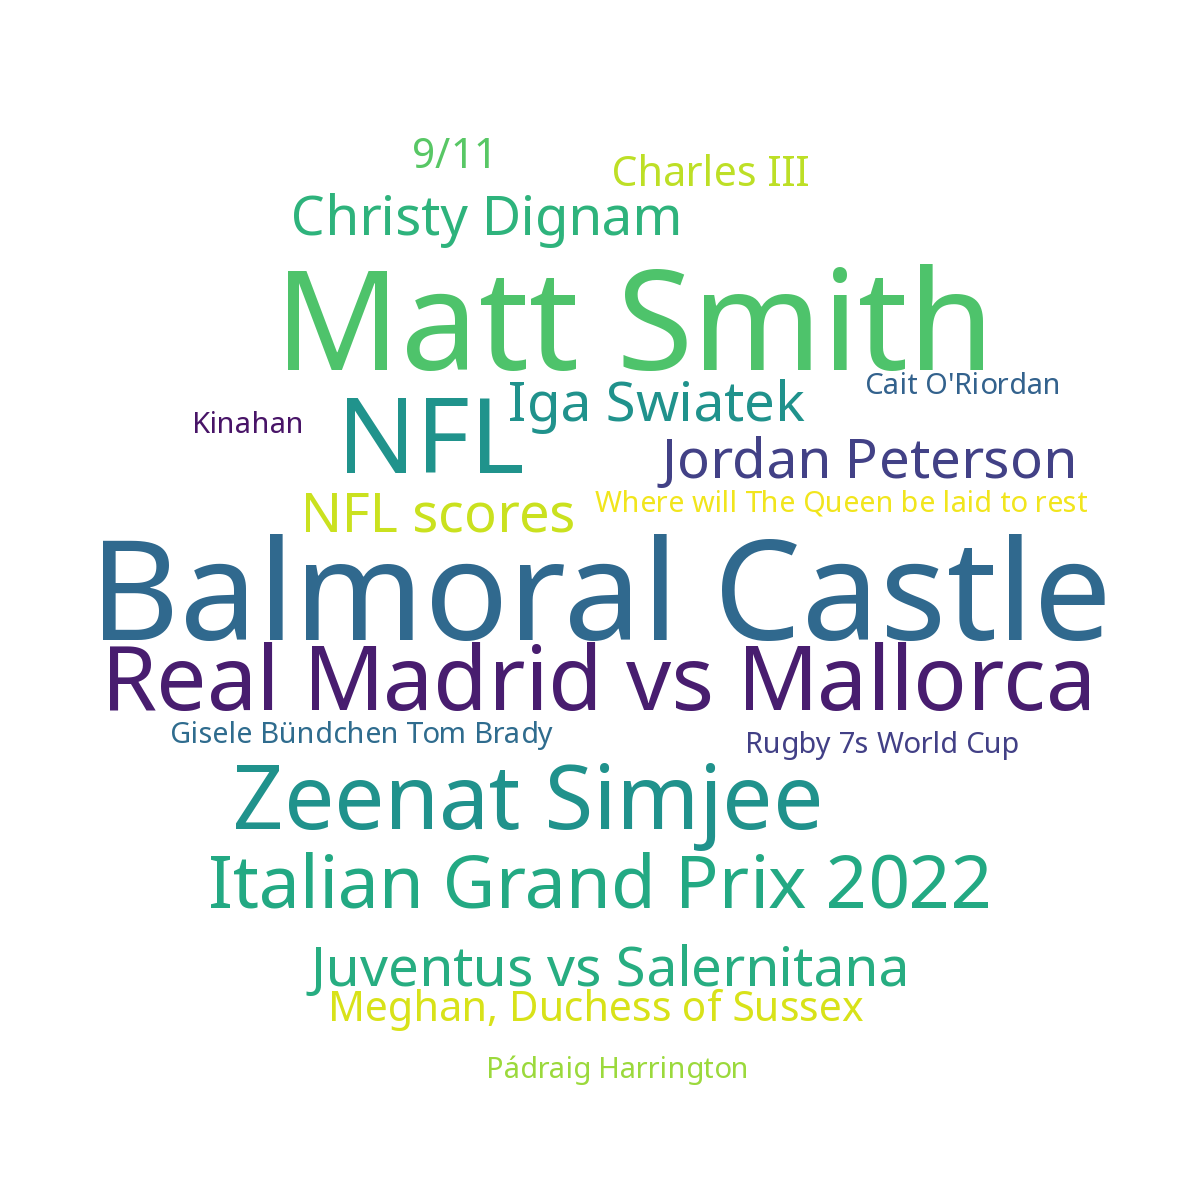 9/11
Charles III
Christy Dignam
Matt Smith
Cait O'Riordan
Iga Swiatek
Kinahan
NFL
Jordan Peterson
Where will The Queen be laid to rest
NFL scores
Balmoral Castle
Real Madrid vs Mallorca
Gisele Bündchen Tom Brady
Rugby 7s World Cup
Zeenat Simjee
Italian Grand Prix 2022
Juventus vs Salernitana
Meghan, Duchess of Sussex
Pádraig Harrington